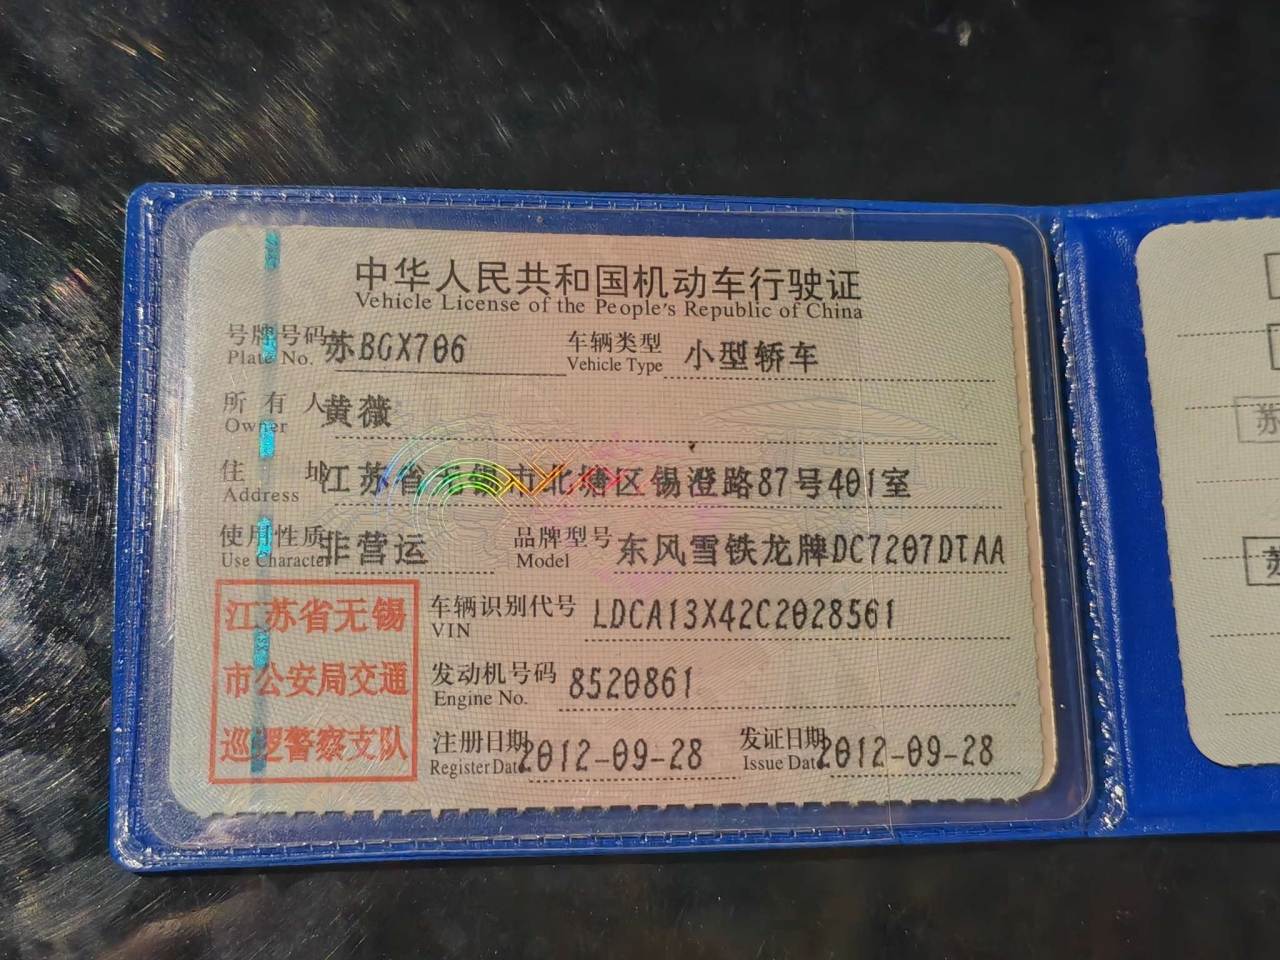 中华人民共和国机动车行驶证
Vehicle License of the People's Republic of China
号牌号码 苏BGX706 车辆类型 小型轿车
Plate No. Vehicle Type
所有人 黄薇
Owner
住址 江苏省无锡市北塘区锡澄路87号401室
Address
使用性质 非营运 品牌型号 东风雪铁龙牌DC7207DTAA
Use Character Model
江苏省无锡
市公安局交通
巡逻警察支队
车辆识别代号 LDCA13X42C2028561
VIN
发动机号码 8520861
Engine No.
注册日期 2012-09-28 发证日期 2012-09-28
Register Date Issue Date
苏
苏